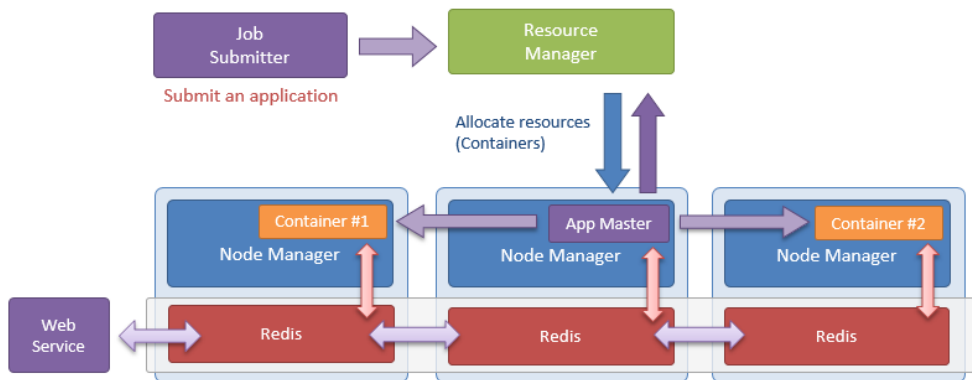 Job
Submitter
Resource
Manager
Submit an application
Allocate resources
(Containers)
Container #1
App Master
Container #2
Node Manager
Node Manager
Node Manager
Web
Service
Redis
Redis
Redis